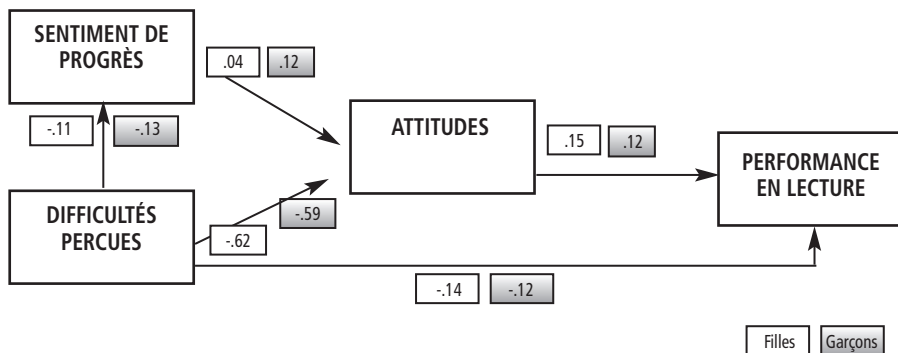 SENTIMENT DE
PROGRÈS
.04 .12
-.11 -.13
ATTITUDES
.15 .12
PERFORMANCE
EN LECTURE
DIFFICULTÉS
PERCUES
-.59
-.62
-.14 -.12
Filles Garçons